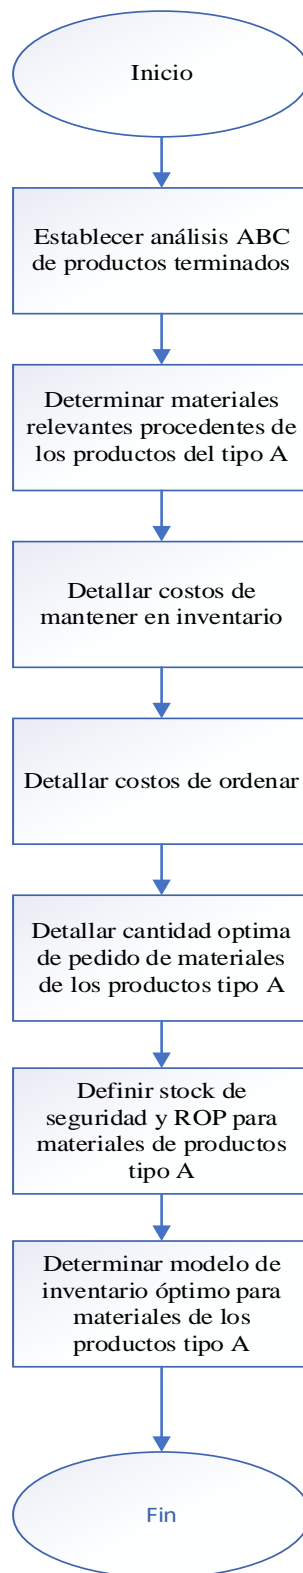 Inicio
Establecer análisis ABC
de productos terminados
Determinar materiales
relevantes procedentes de
los productos del tipo A
Detallar costos de
mantener en inventario
Detallar costos de ordenar
Detallar cantidad optima
de pedido de materiales
de los productos tipo A
Definir stock de
seguridad y ROP para
materiales de productos
tipo A
Determinar modelo de
inventario óptimo para
materiales de los
productos tipo A
Fin